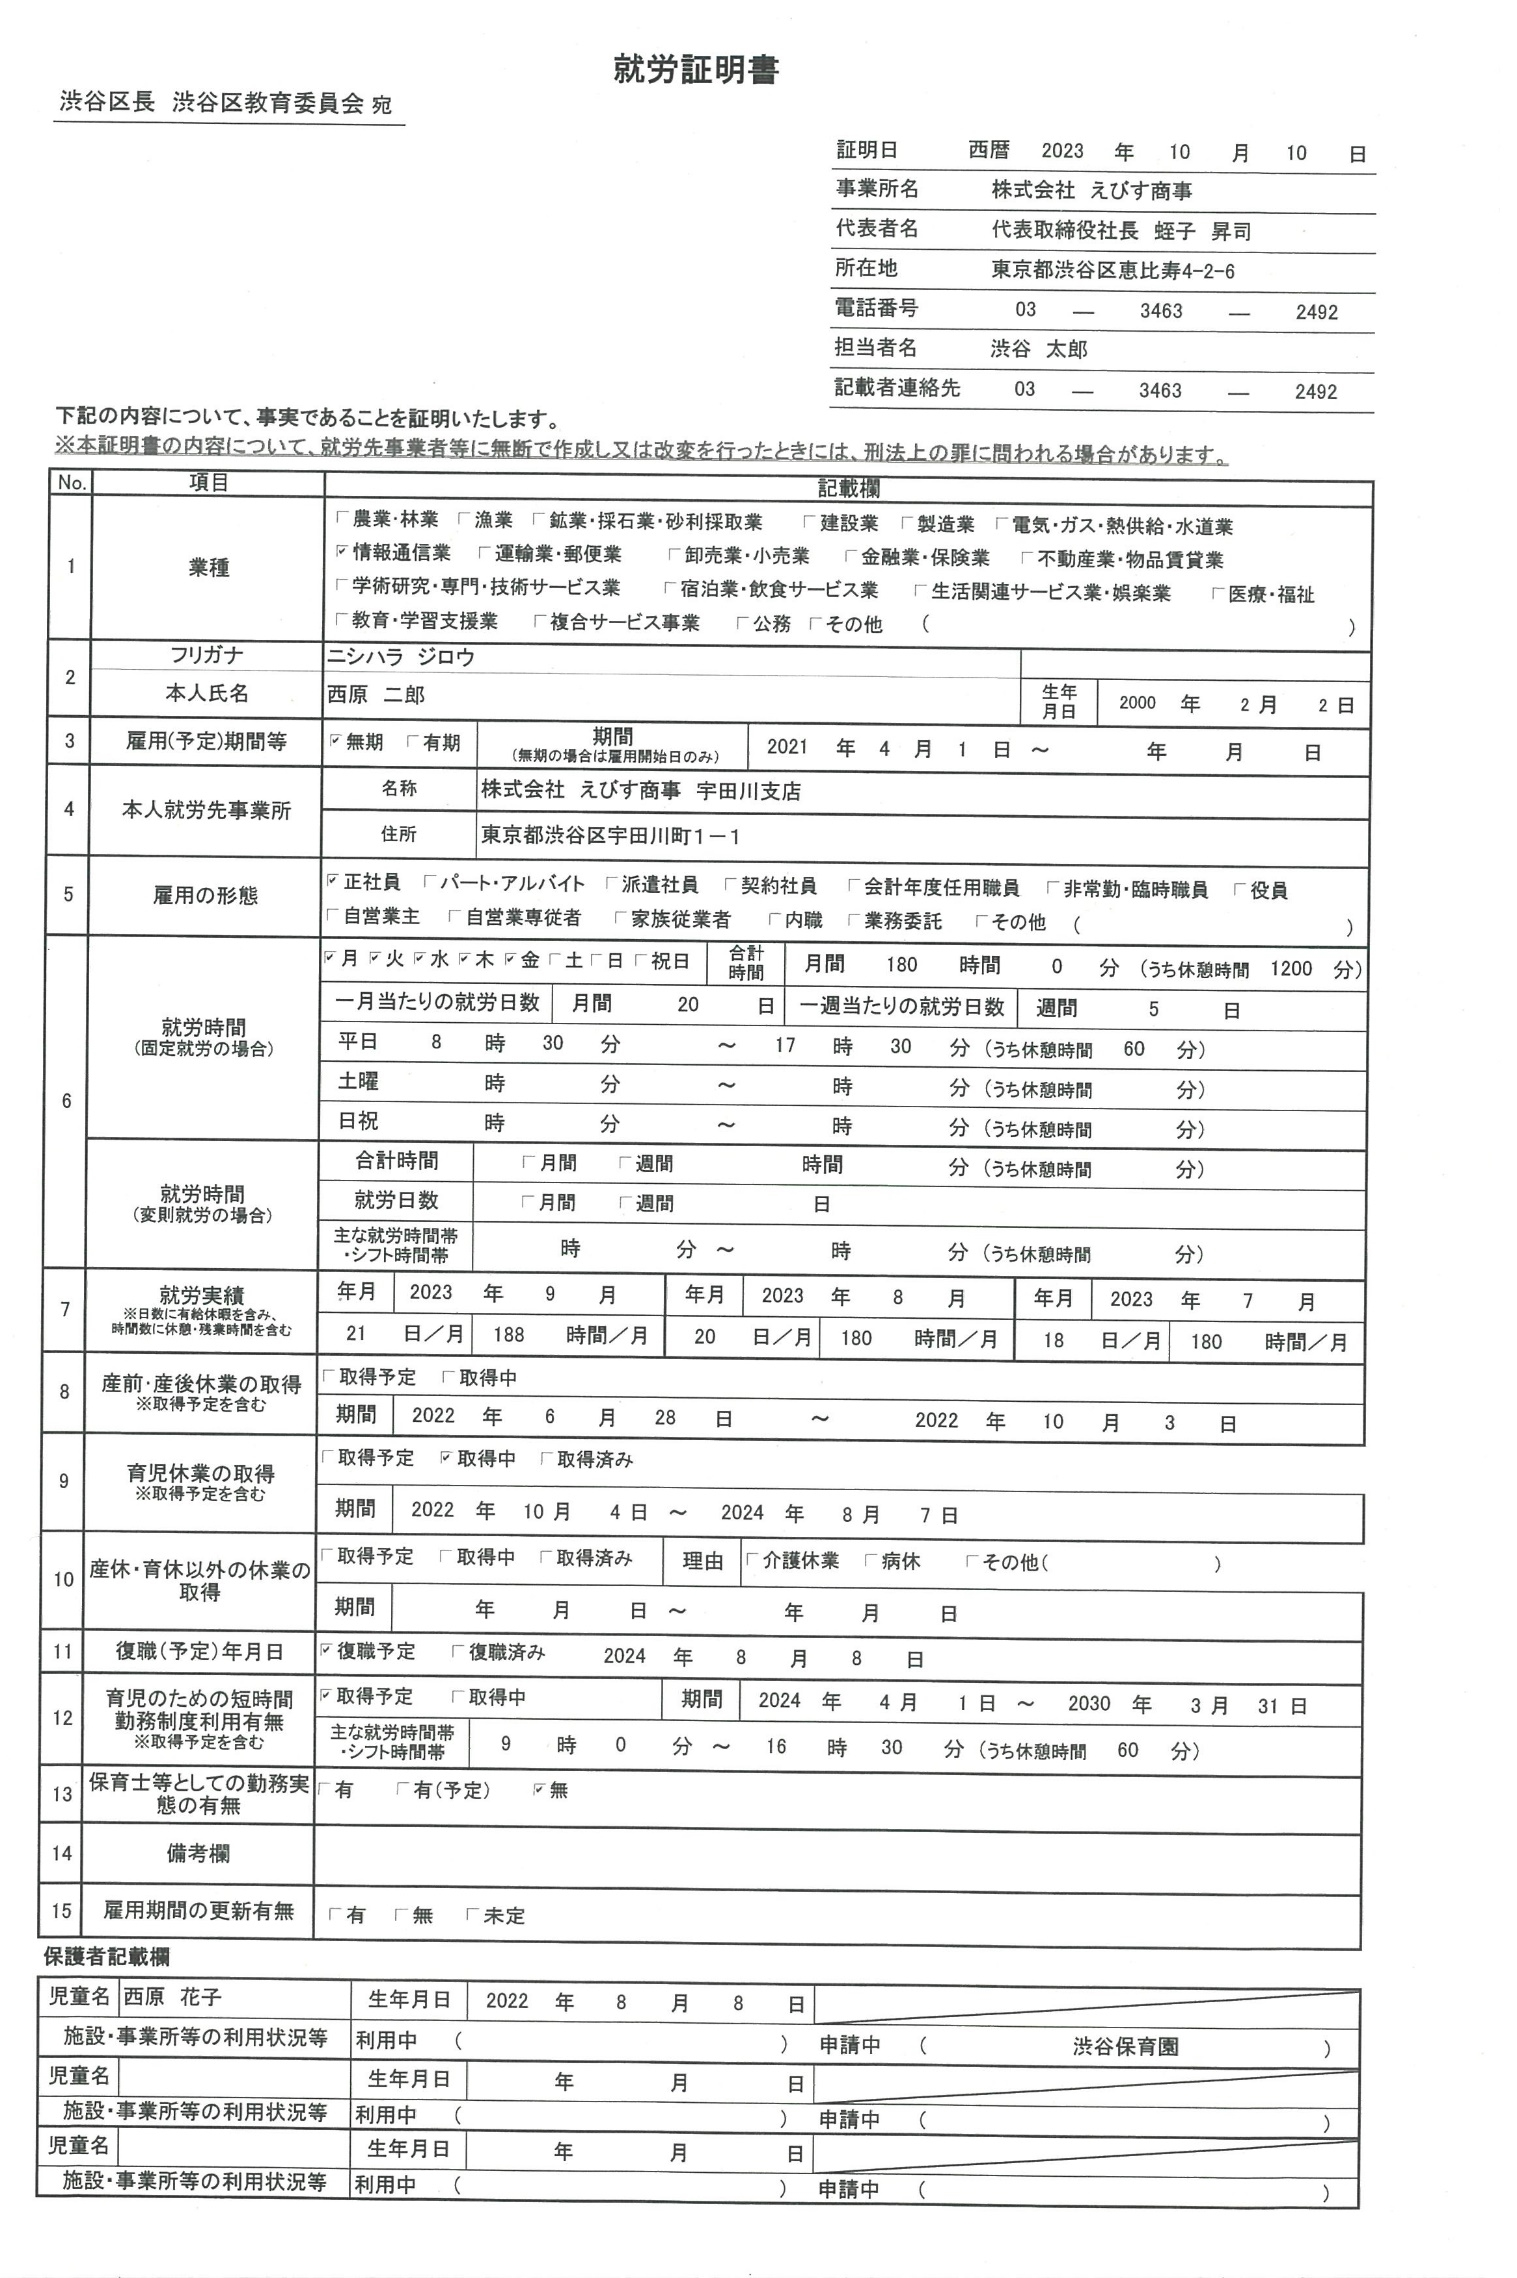 就労証明書
渋谷区長 渋谷区教育委員会 宛
証明日 西暦 2023 年 10 月 10 日
事業所名 株式会社 えびす商事
代表者名 代表取締役社長 蛭子 昇司
所在地 東京都渋谷区恵比寿4-2-6
電話番号 03 ― 3463 ― 2492
担当者名 渋谷 太郎
記載者連絡先 03 ― 3463 ― 2492
下記の内容について、事実であることを証明いたします。
※本証明書の内容について、就労先事業者等に無断で作成し又は改変を行ったときには、刑法上の罪に問われる場合があります。
No. 項目 記載欄
1 業種
□農業・林業 □漁業 □鉱業・採石業・砂利採取業 □建設業 □製造業 □電気・ガス・熱供給・水道業
☑情報通信業 □運輸業・郵便業 □卸売業・小売業 □金融業・保険業 □不動産業・物品賃貸業
□学術研究・専門・技術サービス業 □宿泊業・飲食サービス業 □生活関連サービス業・娯楽業 □医療・福祉
□教育・学習支援業 □複合サービス事業 □公務 □その他 ( )
2 フリガナ ニシハラ ジロウ
本人氏名 西原 二郎 生年月日 2000 年 2 月 2 日
3 雇用(予定)期間等 ☑無期 □有期 期間 (無期の場合は雇用開始日のみ) 2021 年 4 月 1 日 ～ 年 月 日
4 本人就労先事業所 名称 株式会社 えびす商事 宇田川支店
住所 東京都渋谷区宇田川町1－1
5 雇用の形態 ☑正社員 □パート・アルバイト □派遣社員 □契約社員 □会計年度任用職員 □非常勤・臨時職員 □役員
□自営業主 □自営業専従者 □家族従業者 □内職 □業務委託 □その他 ( )
6 就労時間 (固定就労の場合) ☑月 ☑火 ☑水 ☑木 ☑金 □土 □日 □祝日 合計時間 月間 180 時間 0 分 (うち休憩時間 1200 分)
一月当たりの就労日数 月間 20 日 一週当たりの就労日数 週間 5 日
平日 8 時 30 分 ～ 17 時 30 分 (うち休憩時間 60 分)
土曜 時 分 ～ 時 分 (うち休憩時間 分)
日祝 時 分 ～ 時 分 (うち休憩時間 分)
就労時間 (変則就労の場合) 合計時間 □月間 □週間 時間 分 (うち休憩時間 分)
就労日数 □月間 □週間 日
主な就労時間帯・シフト時間帯 時 分 ～ 時 分 (うち休憩時間 分)
7 就労実績 ※日数に有給休暇を含み、時間数に休憩・残業時間を含む
年月 2023 年 9 月 年月 2023 年 8 月 年月 2023 年 7 月
21 日／月 188 時間／月 20 日／月 180 時間／月 18 日／月 180 時間／月
8 産前・産後休業の取得 ※取得予定を含む □取得予定 □取得中
期間 2022 年 6 月 28 日 ～ 2022 年 10 月 3 日
9 育児休業の取得 ※取得予定を含む □取得予定 ☑取得中 □取得済み
期間 2022 年 10 月 4 日 ～ 2024 年 8 月 7 日
10 産休・育休以外の休業の取得 □取得予定 □取得中 □取得済み 理由 □介護休業 □病休 □その他( )
期間 年 月 日 ～ 年 月 日
11 復職(予定)年月日 ☑復職予定 □復職済み 2024 年 8 月 8 日
12 育児のための短時間勤務制度利用有無 ※取得予定を含む ☑取得予定 □取得中 期間 2024 年 4 月 1 日 ～ 2030 年 3 月 31 日
主な就労時間帯・シフト時間帯 9 時 0 分 ～ 16 時 30 分 (うち休憩時間 60 分)
13 保育士等としての勤務実態の有無 □有 □有(予定) ☑無
14 備考欄
15 雇用期間の更新有無 □有 □無 □未定
保護者記載欄
児童名 西原 花子 生年月日 2022 年 8 月 8 日
施設・事業所等の利用状況等 利用中 ( ) 申請中 ( 渋谷保育園 )
児童名 生年月日 年 月 日
施設・事業所等の利用状況等 利用中 ( ) 申請中 ( )
児童名 生年月日 年 月 日
施設・事業所等の利用状況等 利用中 ( ) 申請中 ( )